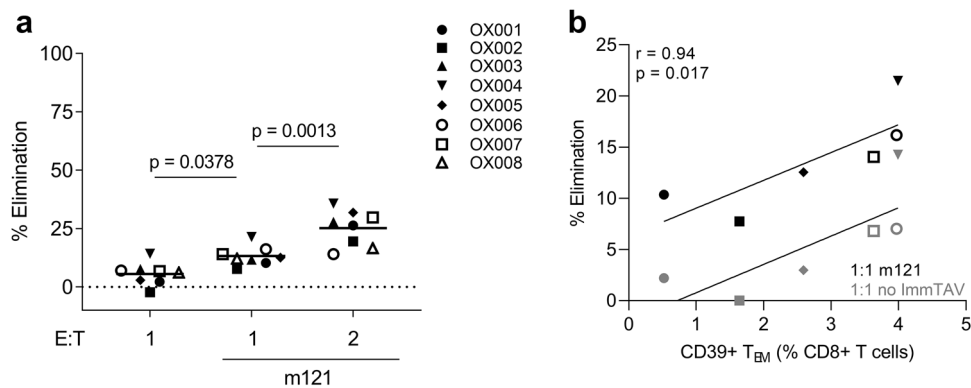 a
% Elimination
100
75
50
25
0
p = 0.0378
p = 0.0013
E:T
1
1
2
m121
OX001
OX002
OX003
OX004
OX005
OX006
OX007
OX008
b
% Elimination
25
20
15
10
5
0
r = 0.94
p = 0.017
1:1 m121
1:1 no ImmTAV
0
1
2
3
4
5
CD39+ TEM (% CD8+ T cells)